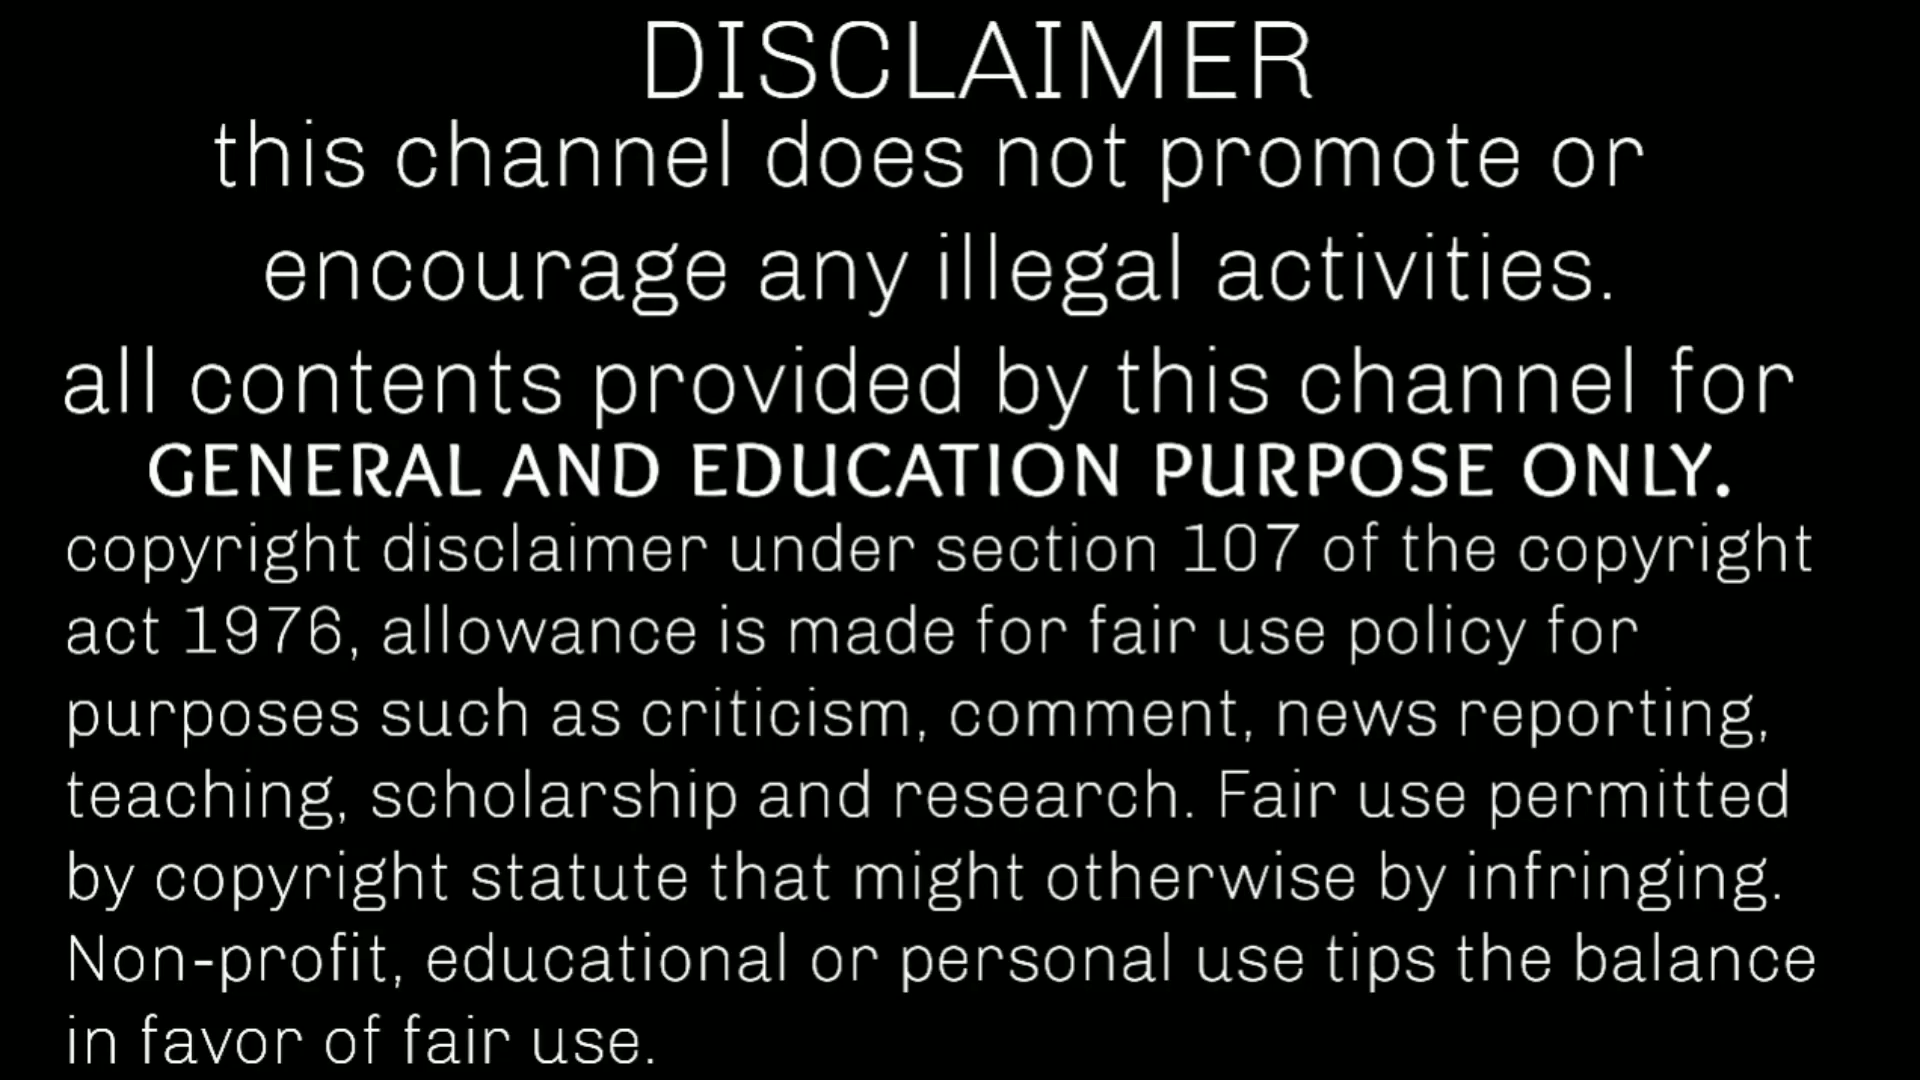 DISCLAIMER
this channel does not promote or
encourage any illegal activities.
all contents provided by this channel for
GENERAL AND EDUCATION PURPOSE ONLY.
copyright disclaimer under section 107 of the copyright
act 1976, allowance is made for fair use policy for
purposes such as criticism, comment, news reporting,
teaching, scholarship and research. Fair use permitted
by copyright statute that might otherwise by infringing.
Non-profit, educational or personal use tips the balance
in favor of fair use.